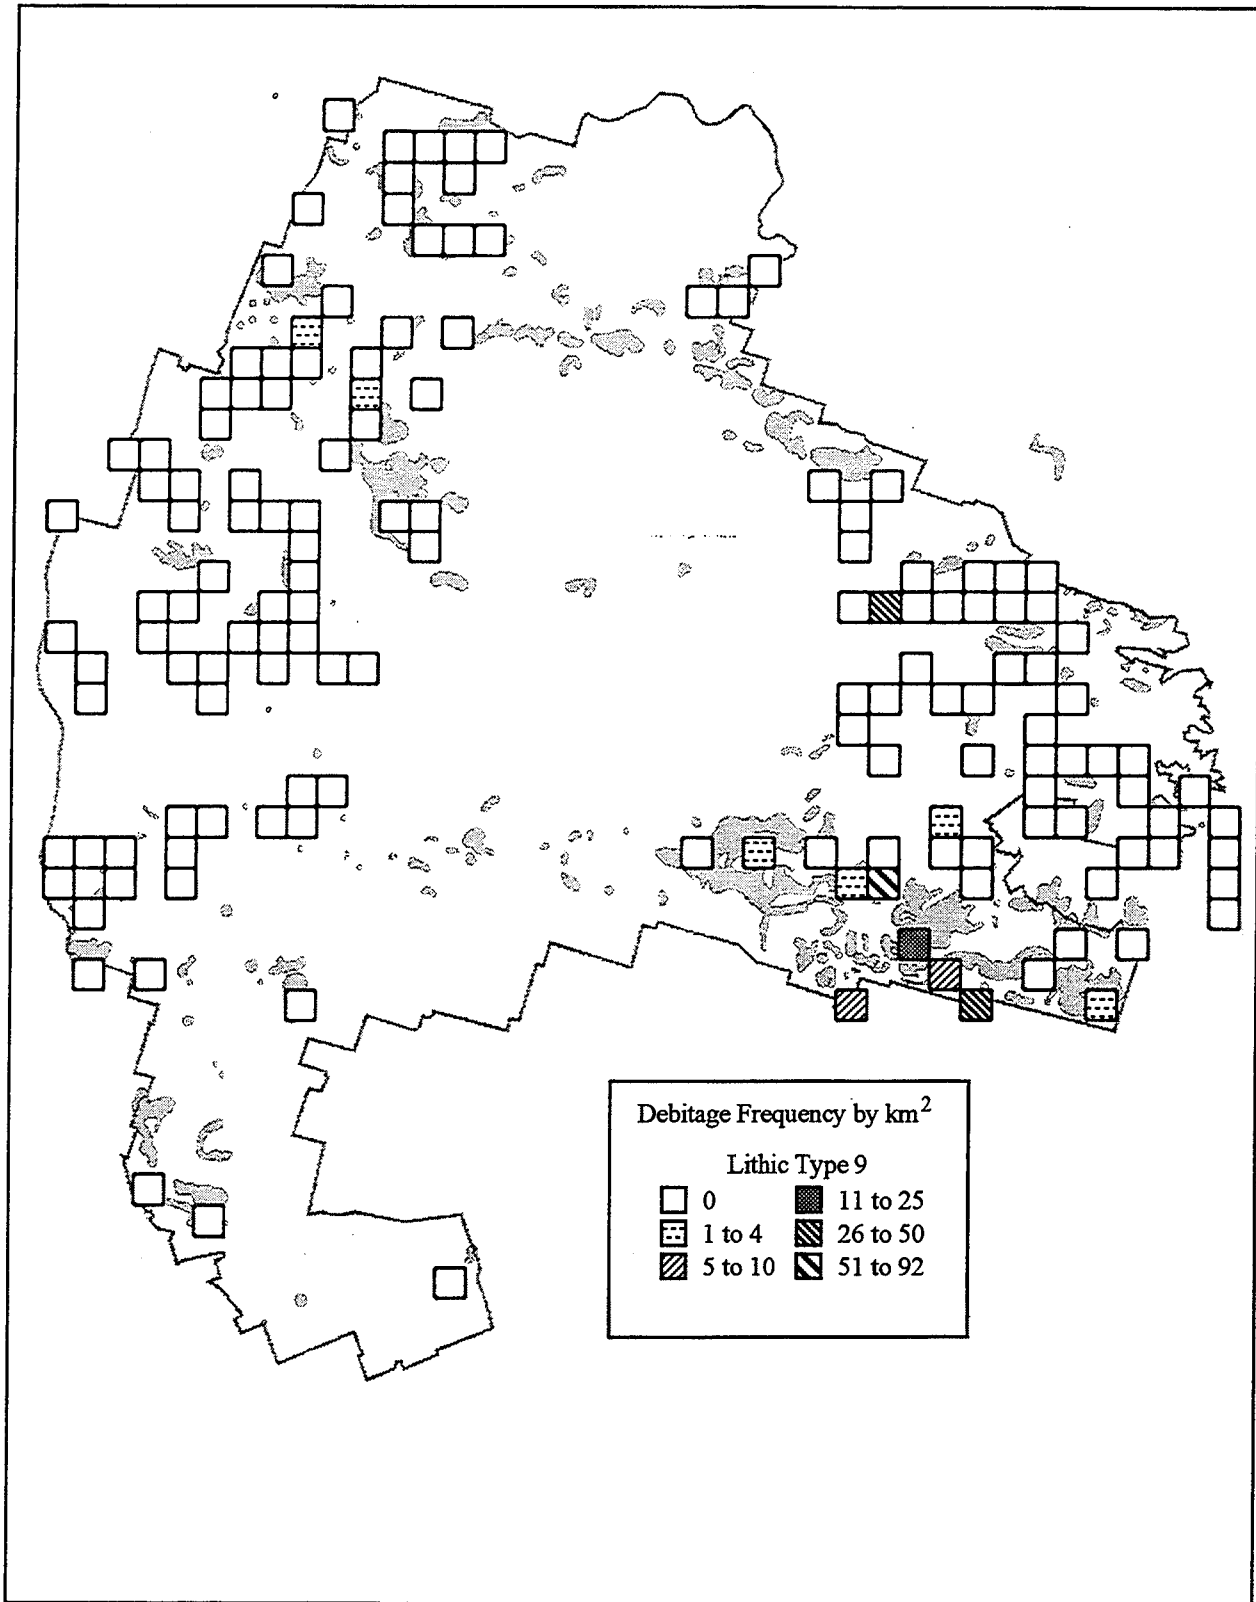 Debitage Frequency by km²
Lithic Type 9
0
11 to 25
1 to 4
26 to 50
5 to 10
51 to 92